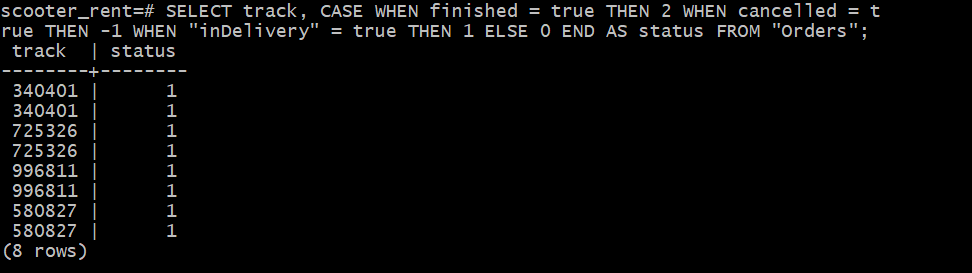 scooter_rent=# SELECT track, CASE WHEN finished = true THEN 2 WHEN cancelled = t
rue THEN -1 WHEN "inDelivery" = true THEN 1 ELSE 0 END AS status FROM "Orders";
 track  | status
--------+--------
 340401 |      1
 340401 |      1
 725326 |      1
 725326 |      1
 996811 |      1
 996811 |      1
 580827 |      1
 580827 |      1
(8 rows)